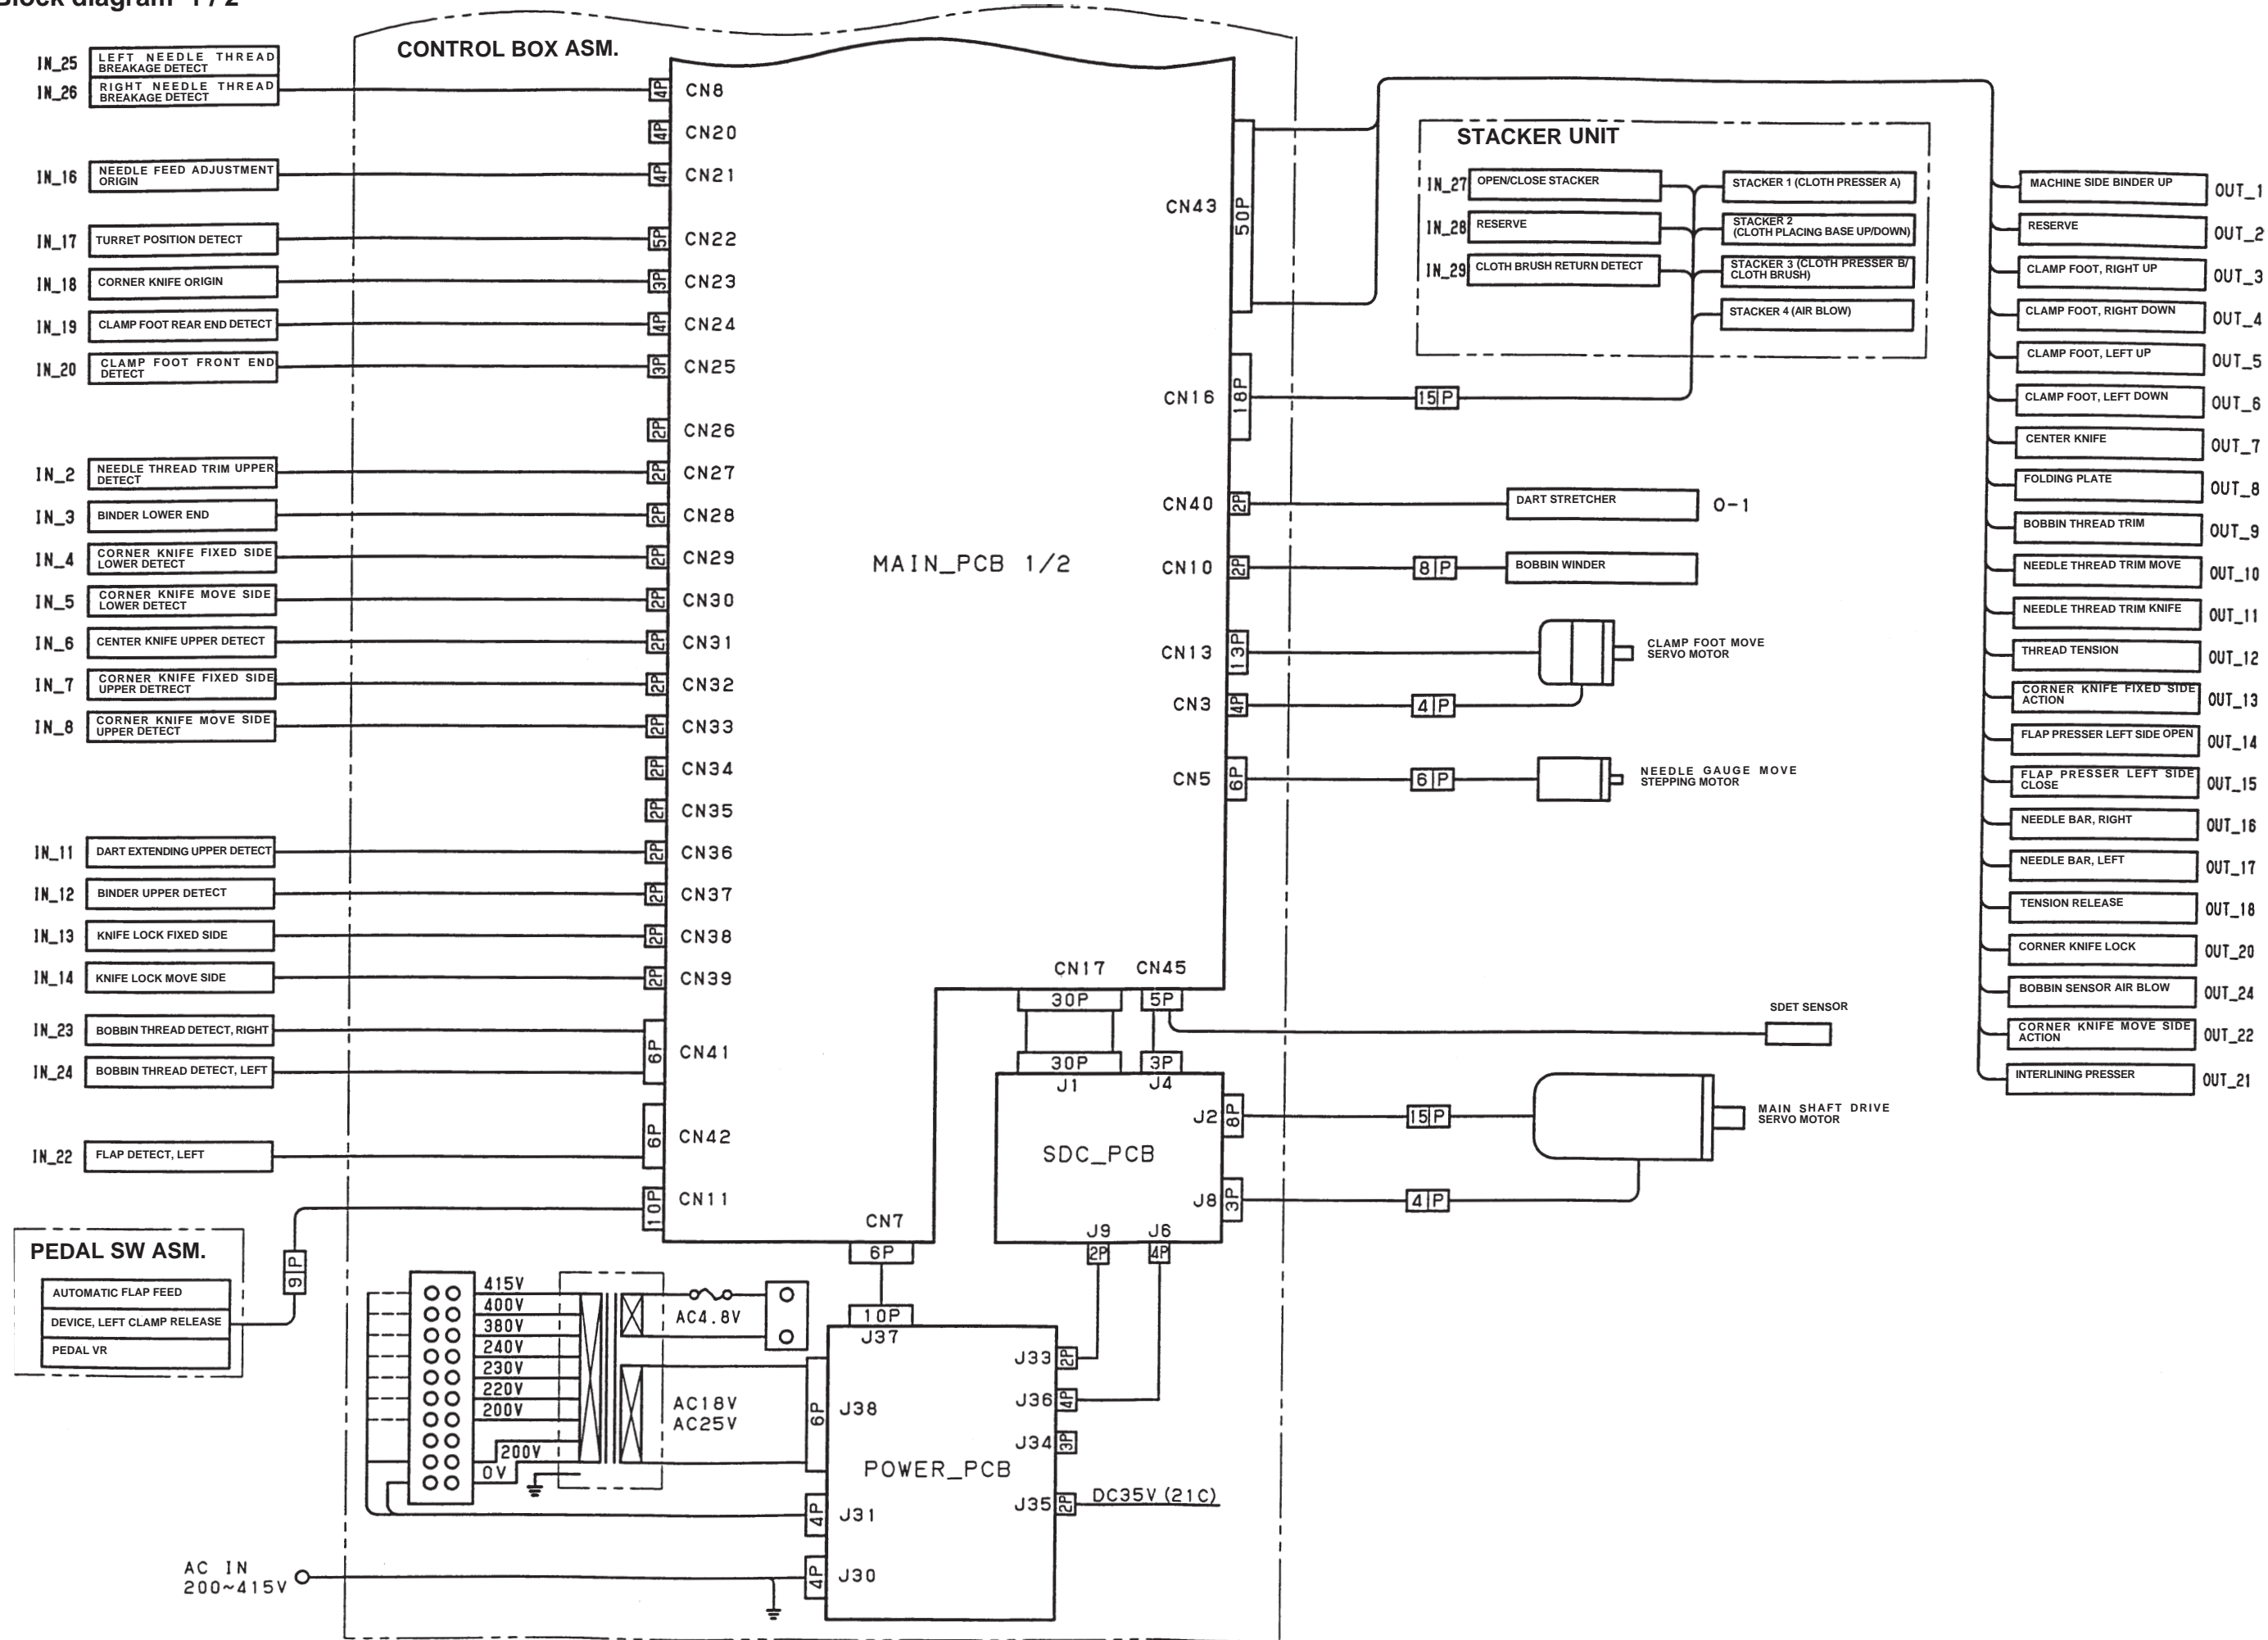 Block diagram 1 / 2
CONTROL BOX ASM.
IN_25
LEFT NEEDLE THREAD
BREAKAGE DETECT
IN_26
RIGHT NEEDLE THREAD
BREAKAGE DETECT
4P
CN8
4P
CN20
IN_16
NEEDLE FEED ADJUSTMENT
ORIGIN
4P
CN21
IN_17
TURRET POSITION DETECT
5P
CN22
IN_18
CORNER KNIFE ORIGIN
3P
CN23
IN_19
CLAMP FOOT REAR END DETECT
4P
CN24
IN_20
CLAMP FOOT FRONT END
DETECT
3P
CN25
2P
CN26
IN_2
NEEDLE THREAD TRIM UPPER
DETECT
2P
CN27
IN_3
BINDER LOWER END
2P
CN28
IN_4
CORNER KNIFE FIXED SIDE
LOWER DETECT
2P
CN29
IN_5
CORNER KNIFE MOVE SIDE
LOWER DETECT
2P
CN30
IN_6
CENTER KNIFE UPPER DETECT
2P
CN31
IN_7
CORNER KNIFE FIXED SIDE
UPPER DETRECT
2P
CN32
IN_8
CORNER KNIFE MOVE SIDE
UPPER DETECT
2P
CN33
2P
CN34
2P
CN35
IN_11
DART EXTENDING UPPER DETECT
2P
CN36
IN_12
BINDER UPPER DETECT
2P
CN37
IN_13
KNIFE LOCK FIXED SIDE
2P
CN38
IN_14
KNIFE LOCK MOVE SIDE
2P
CN39
IN_23
BOBBIN THREAD DETECT, RIGHT
IN_24
BOBBIN THREAD DETECT, LEFT
6P
CN41
IN_22
FLAP DETECT, LEFT
6P
CN42
10P
CN11
PEDAL SW ASM.
AUTOMATIC FLAP FEED
DEVICE, LEFT CLAMP RELEASE
PEDAL VR
9P
MAIN_PCB 1/2
CN43
50P
CN16
18P
15 P
STACKER UNIT
IN_27
OPEN/CLOSE STACKER
IN_28
RESERVE
IN_29
CLOTH BRUSH RETURN DETECT
STACKER 1 (CLOTH PRESSER A)
STACKER 2
(CLOTH PLACING BASE UP/DOWN)
STACKER 3 (CLOTH PRESSER B/
CLOTH BRUSH)
STACKER 4 (AIR BLOW)
CN40
2P
DART STRETCHER
O-1
CN10
2P
8 P
BOBBIN WINDER
CN13
13P
CLAMP FOOT MOVE
SERVO MOTOR
CN3
4P
4 P
CN5
6P
6 P
NEEDLE GAUGE MOVE
STEPPING MOTOR
CN17
CN45
30P
5P
30P
3P
SDET SENSOR
J1
J4
SDC_PCB
J2
8P
15 P
MAIN SHAFT DRIVE
SERVO MOTOR
J8
3P
4 P
J9
J6
2P
4P
CN7
6P
10P
J37
J33
2P
J36
4P
J34
3P
J35
2P
DC35V (21C)
POWER_PCB
J38
6P
J31
4P
J30
4P
415V
400V
380V
240V
230V
220V
200V
200V
0V
AC4.8V
AC18V
AC25V
AC IN
200~415V
MACHINE SIDE BINDER UP
OUT_1
RESERVE
OUT_2
CLAMP FOOT, RIGHT UP
OUT_3
CLAMP FOOT, RIGHT DOWN
OUT_4
CLAMP FOOT, LEFT UP
OUT_5
CLAMP FOOT, LEFT DOWN
OUT_6
CENTER KNIFE
OUT_7
FOLDING PLATE
OUT_8
BOBBIN THREAD TRIM
OUT_9
NEEDLE THREAD TRIM MOVE
OUT_10
NEEDLE THREAD TRIM KNIFE
OUT_11
THREAD TENSION
OUT_12
CORNER KNIFE FIXED SIDE
ACTION
OUT_13
FLAP PRESSER LEFT SIDE OPEN
OUT_14
FLAP PRESSER LEFT SIDE
CLOSE
OUT_15
NEEDLE BAR, RIGHT
OUT_16
NEEDLE BAR, LEFT
OUT_17
TENSION RELEASE
OUT_18
CORNER KNIFE LOCK
OUT_20
BOBBIN SENSOR AIR BLOW
OUT_24
CORNER KNIFE MOVE SIDE
ACTION
OUT_22
INTERLINING PRESSER
OUT_21